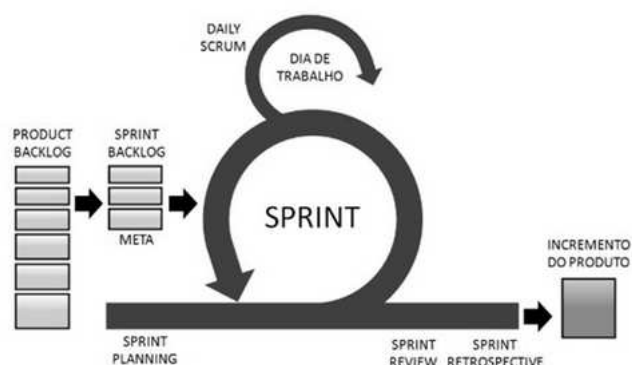 DAILY
SCRUM
DIA DE
TRABALHO
PRODUCT
BACKLOG
SPRINT
BACKLOG
META
SPRINT
INCREMENTO
DO PRODUTO
SPRINT
PLANNING
SPRINT
REVIEW
SPRINT
RETROSPECTIVE